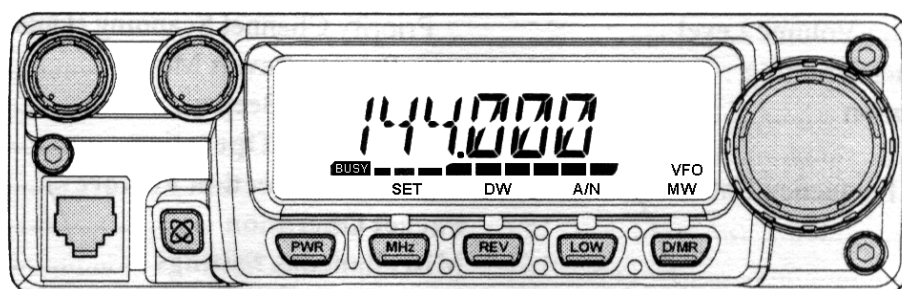 144.000
BUSY
VFO
SET DW A/N MW
PWR MHz REV LOW D/MR